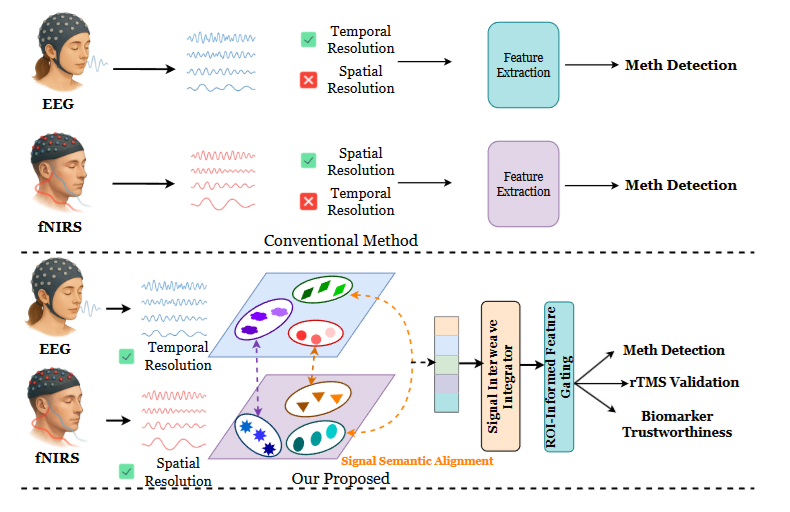 EEG
Temporal
Resolution
Spatial
Resolution
Feature
Extraction
Meth Detection
fNIRS
Spatial
Resolution
Temporal
Resolution
Feature
Extraction
Meth Detection
Conventional Method
EEG
Temporal
Resolution
fNIRS
Spatial
Resolution
Signal Semantic Alignment
Signal Interweave
Integrator
ROI-Informed Feature
Gating
Meth Detection
rTMS Validation
Biomarker
Trustworthiness
Our Proposed